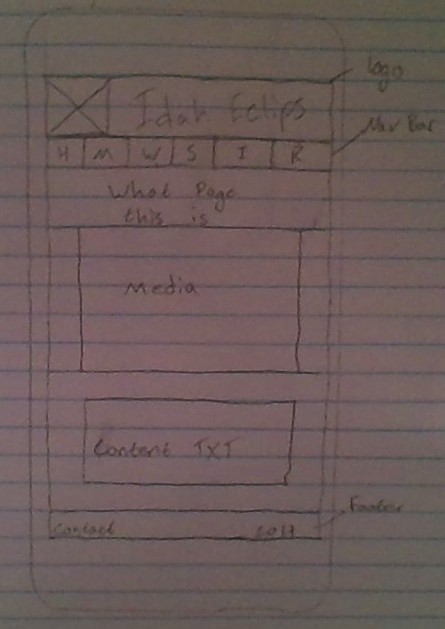 logo
Idah Eclips
Nav Bar
H M W S I R
What Page
this is
Media
Content TXT
Footer
Contact 2017